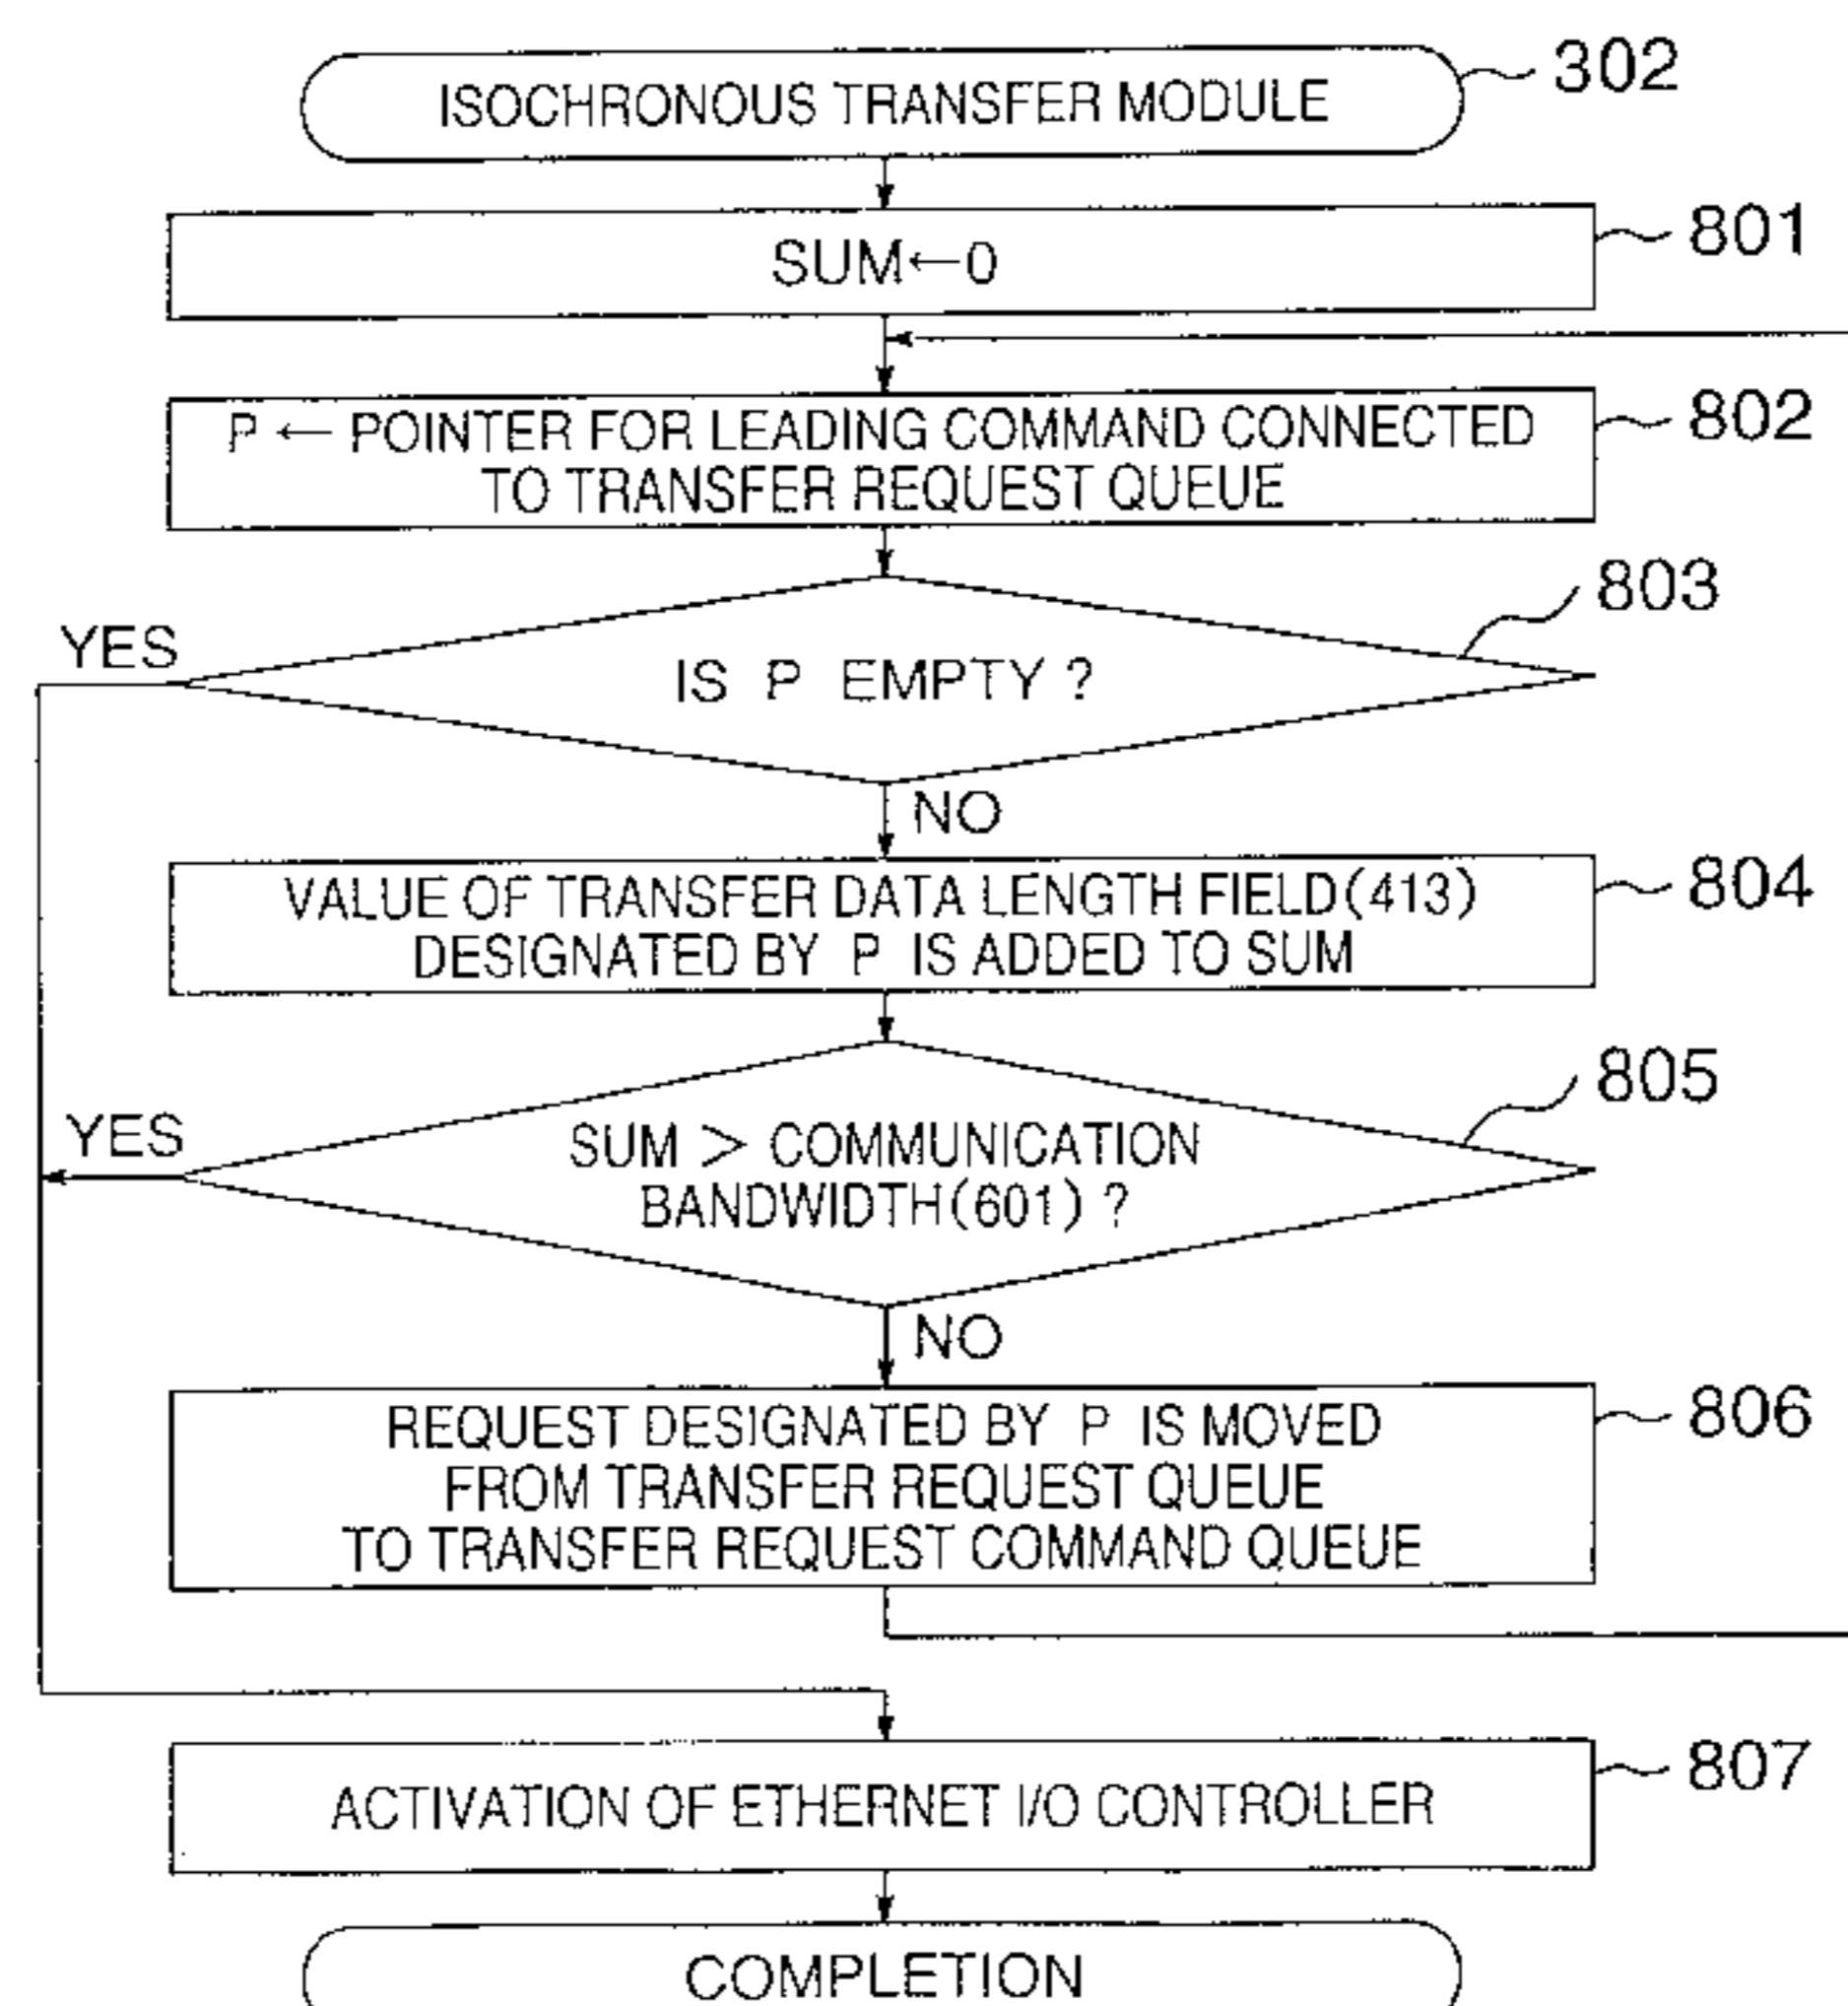 ISOCHRONOUS TRANSFER MODULE
302
SUM←0
801
P ← POINTER FOR LEADING COMMAND CONNECTED
TO TRANSFER REQUEST QUEUE
802
803
YES
IS P EMPTY ?
NO
VALUE OF TRANSFER DATA LENGTH FIELD(413)
DESIGNATED BY P IS ADDED TO SUM
804
805
YES
SUM > COMMUNICATION
BANDWIDTH(601) ?
NO
REQUEST DESIGNATED BY P IS MOVED
FROM TRANSFER REQUEST QUEUE
TO TRANSFER REQUEST COMMAND QUEUE
806
ACTIVATION OF ETHERNET I/O CONTROLLER
807
COMPLETION